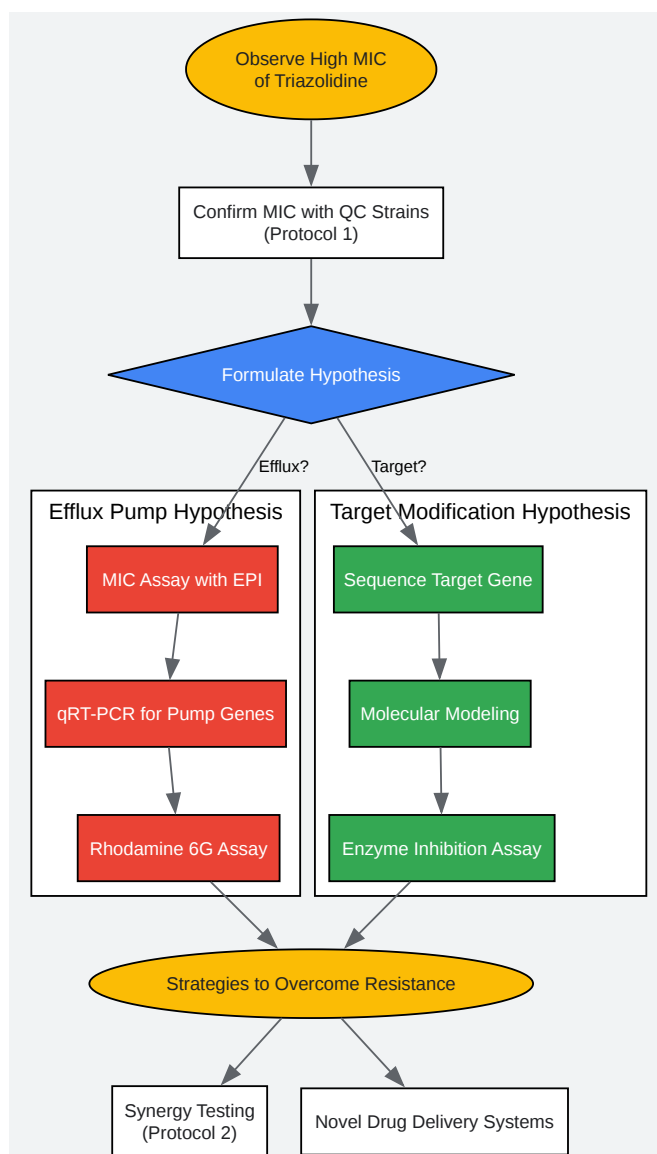 Observe High MIC
of Triazolidine
Confirm MIC with QC Strains
(Protocol 1)
Formulate Hypothesis
Efflux?
Target?
Efflux Pump Hypothesis
MIC Assay with EPI
qRT-PCR for Pump Genes
Rhodamine 6G Assay
Target Modification Hypothesis
Sequence Target Gene
Molecular Modeling
Enzyme Inhibition Assay
Strategies to Overcome Resistance
Synergy Testing
(Protocol 2)
Novel Drug Delivery Systems